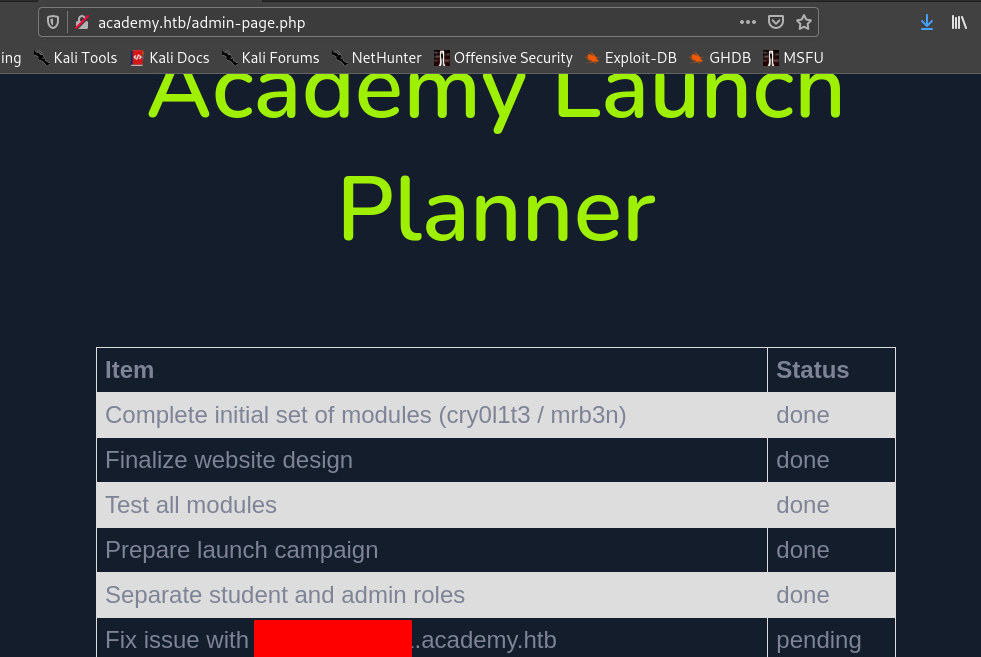 academy.htb/admin-page.php
ing Kali Tools Kali Docs Kali Forums NetHunter Offensive Security Exploit-DB GHDB MSFU
Academy Launch
Planner
Item Status
Complete initial set of modules (cry0l1t3 / mrb3n) done
Finalize website design done
Test all modules done
Prepare launch campaign done
Separate student and admin roles done
Fix issue with .academy.htb pending